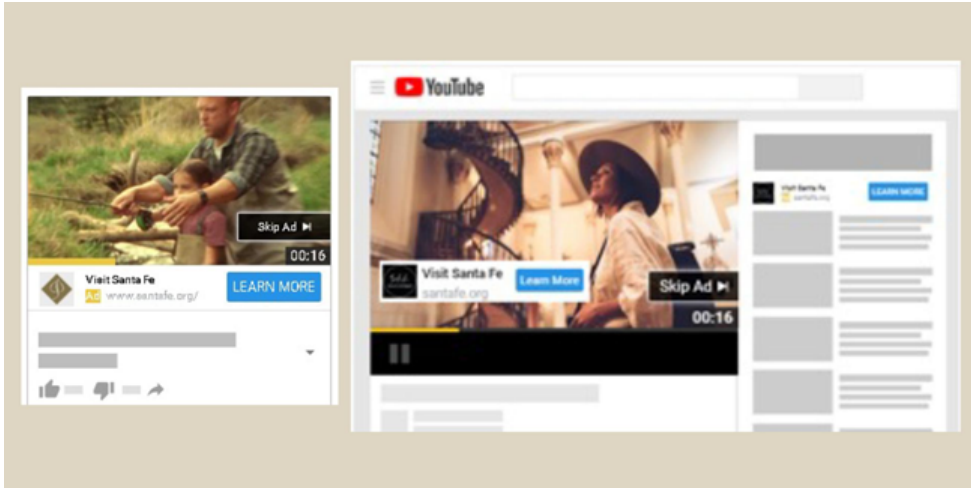 Skip Ad
00:16
Visit Santa Fe
Ad www.santafe.org/
LEARN MORE
YouTube
Visit Santa Fe
santafe.org
Learn More
Skip Ad
00:16
Visit Santa Fe
santafe.org
LEARN MORE